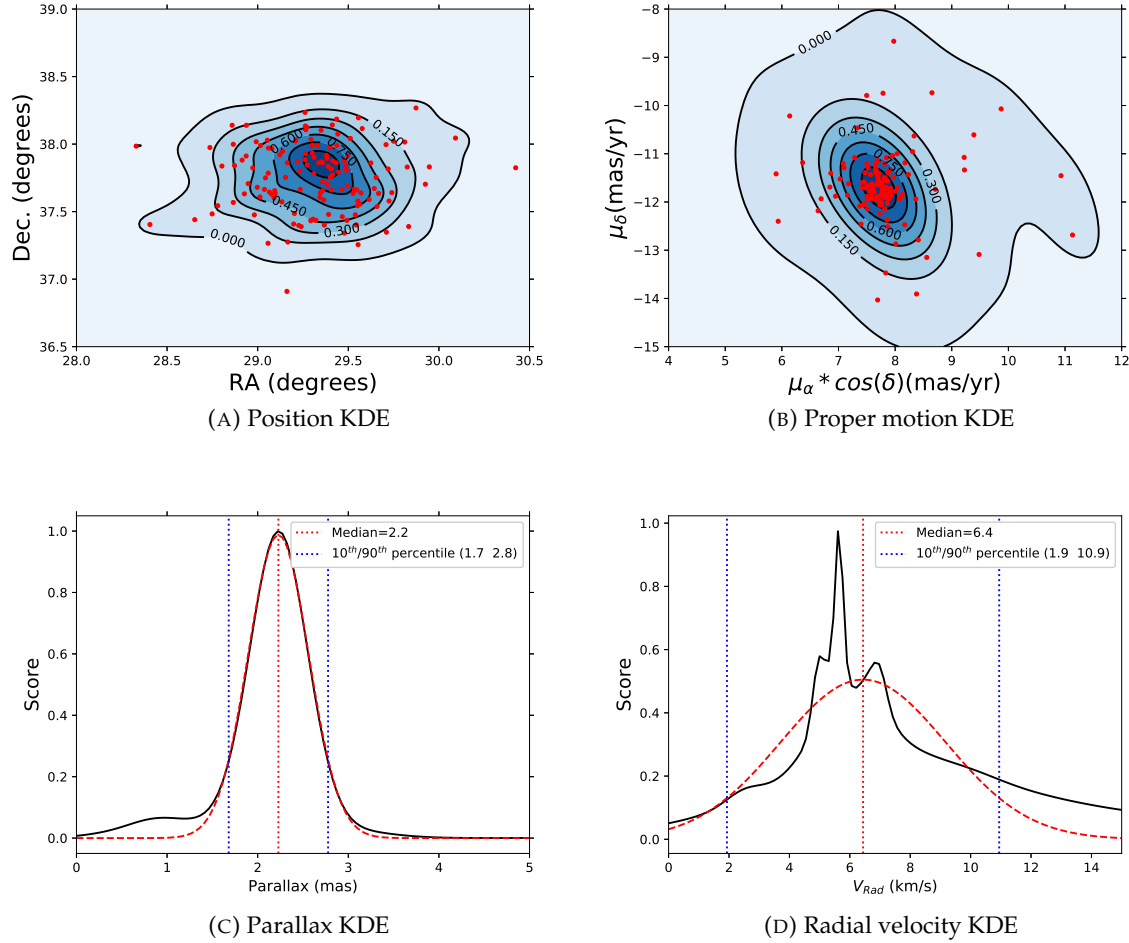 39.0
38.5
38.0
37.5
37.0
36.5
Dec. (degrees)
0.600
0.150
0.750
0.450
0.300
0.000
28.0 28.5 29.0 29.5 30.0 30.5
RA (degrees)
(A) Position KDE
−8
−9
−10
−11
−12
−13
−14
−15
μδ(mas/yr)
0.000
0.450
0.750
0.300
0.600
0.150
4 5 6 7 8 9 10 11 12
μα * cos(δ)(mas/yr)
(B) Proper motion KDE
1.0
0.8
0.6
0.4
0.2
0.0
Score
Median=2.2
10th/90th percentile (1.7 2.8)
0 1 2 3 4 5
Parallax (mas)
(C) Parallax KDE
1.0
0.8
0.6
0.4
0.2
0.0
Score
Median=6.4
10th/90th percentile (1.9 10.9)
0 2 4 6 8 10 12 14
VRad (km/s)
(D) Radial velocity KDE